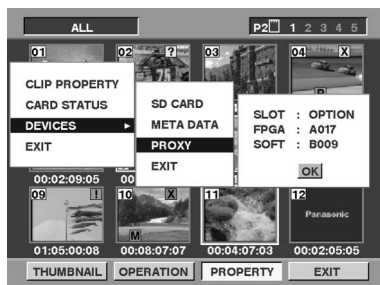 ALL P2 1 2 3 4 5
01 02 ? 03 04 X
CLIP PROPERTY
CARD STATUS
DEVICES
EXIT
SD CARD
META DATA
PROXY
EXIT
SLOT : OPTION
FPGA : A017
SOFT : B009
OK
00:02:09:05 00
09 ! 10 X 11 12
M Panasonic
01:05:00:08 00:08:07:07 00:04:07:03 00:02:05:05
THUMBNAIL OPERATION PROPERTY EXIT